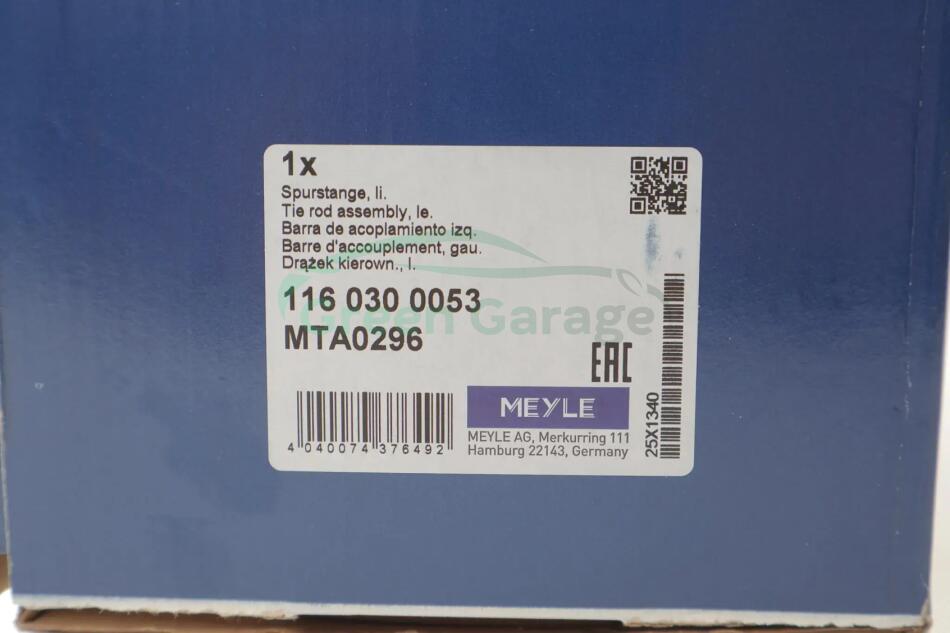 1x
Spurstange, li.
Tie rod assembly, le.
Barra de acoplamiento izq.
Barre d'accouplement, gau.
Drążek kierown., l.
116 030 0053
Green Garage
MTA0296
EAC
MEYLE
MEYLE AG, Merkurring 111
Hamburg 22143, Germany
4 040074 376492
25X1340